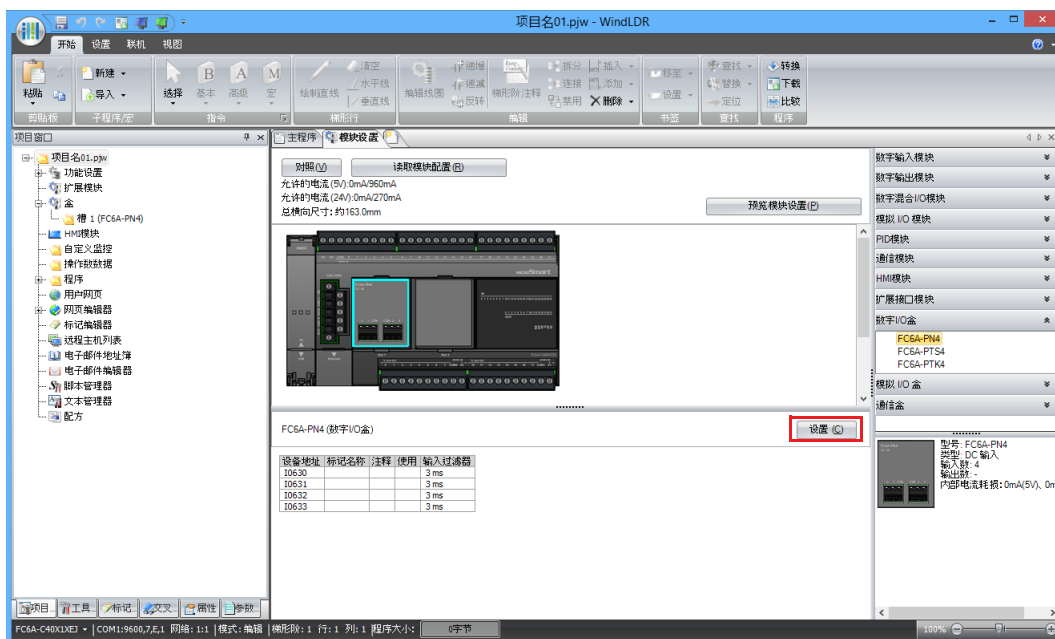 项目名01.pjw - WindLDR
开始 设置 联机 视图
粘贴 新建 导入 选择 B 基本 A 高级 M 宏 绘制直线 清空 水平线 垂直线 编辑线圈 递增 递减 反转 梯形阶注释 拆分 连接 禁用 插入 添加 删除 移至 设置 查找 替换 定位 转换 下载 比较
剪贴板 子程序/宏 指令 梯形行 编辑 书签 查找 程序
项目窗口
主程序 模块设置
项目名01.pjw
功能设置
扩展模块
盒
槽 1 (FC6A-PN4)
HMI模块
自定义监控
操作数数据
程序
用户网页
网页编辑器
标记编辑器
远程主机列表
电子邮件地址簿
电子邮件编辑器
脚本管理器
文本管理器
配方
对照(V) 读取模块配置(R)
允许的电流(5V):0mA/960mA
允许的电流(24V):0mA/270mA
总横向尺寸: 约163.0mm
预览模块设置(P)
FC6A-PN4 (数字I/O盒)
设置 (C)
设备地址 标记名称 注释 使用 输入过滤器
I0630 3 ms
I0631 3 ms
I0632 3 ms
I0633 3 ms
数字输入模块
数字输出模块
数字混合I/O模块
模拟 I/O 模块
PID模块
通信模块
HMI模块
扩展接口模块
数字I/O盒
FC6A-PN4
FC6A-PTS4
FC6A-PTK4
模拟 I/O 盒
通信盒
型号: FC6A-PN4
类型: DC 输入
输入数: 4
输出数: -
内部电流耗损: 0mA(5V)、0m
项目 工具 标记 交叉 属性 参数
FC6A-C40X1XEJ COM1:9600,7,E,1 网络: 1:1 模式: 编辑 梯形阶: 1 行: 1 列: 1 程序大小: 0字节 100%